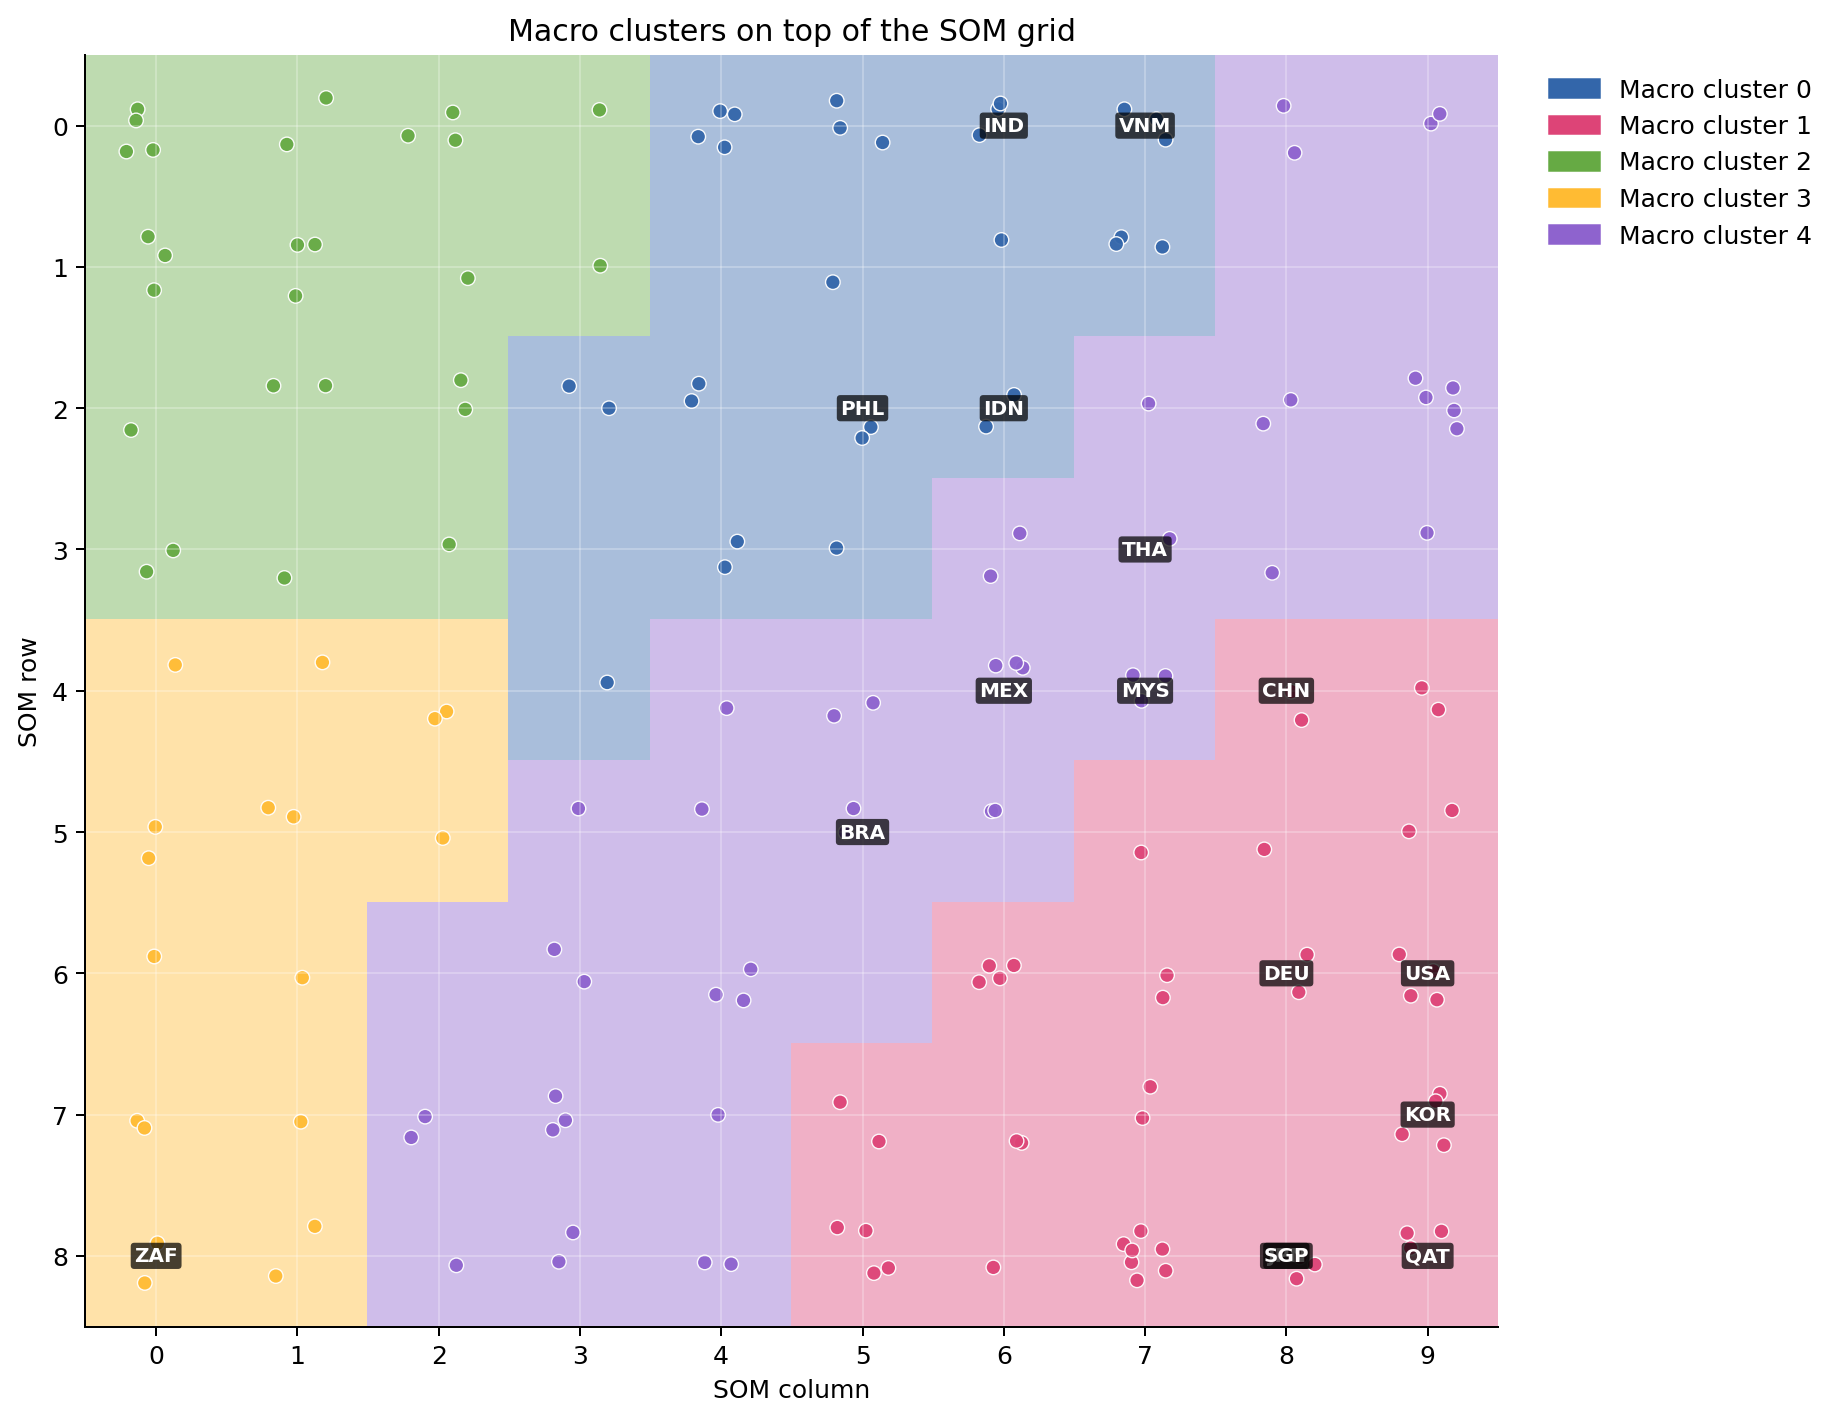 Macro clusters on top of the SOM grid
Macro cluster 0
Macro cluster 1
Macro cluster 2
Macro cluster 3
Macro cluster 4
SOM row
0
1
2
3
4
5
6
7
8
IND
VNM
PHL
IDN
THA
MEX
MYS
CHN
BRA
DEU
USA
KOR
ZAF
SGP
QAT
0
1
2
3
4
5
6
7
8
9
SOM column